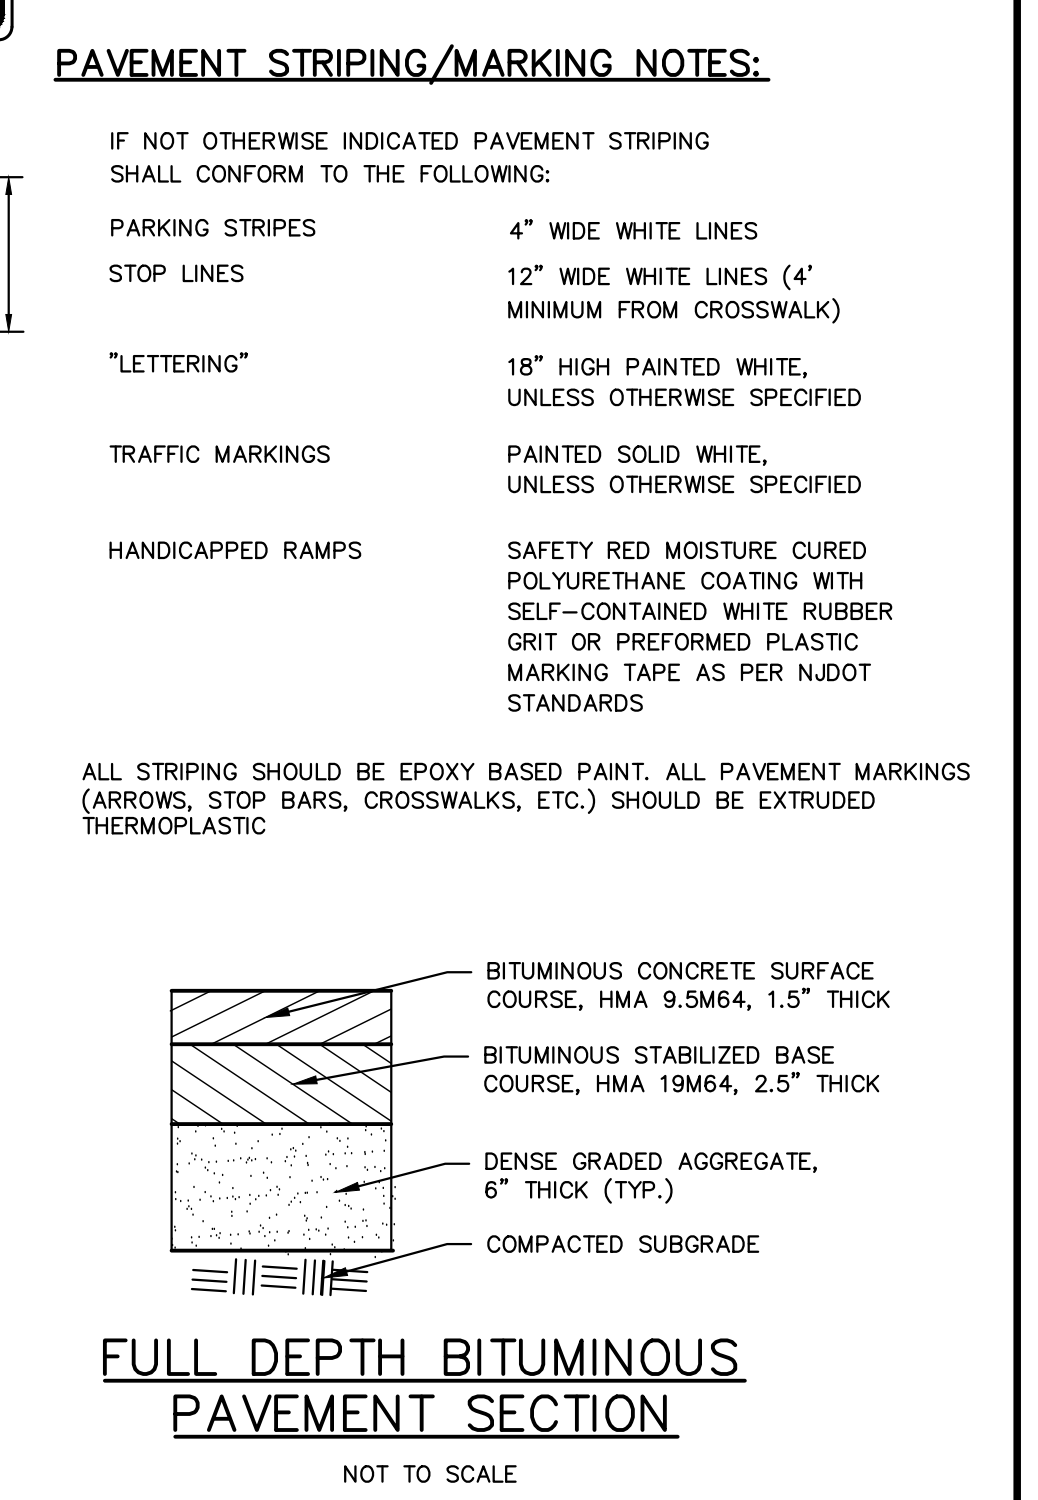 PAVEMENT STRIPING/MARKING NOTES:
IF NOT OTHERWISE INDICATED PAVEMENT STRIPING
SHALL CONFORM TO THE FOLLOWING:
PARKING STRIPES
4" WIDE WHITE LINES
STOP LINES
12" WIDE WHITE LINES (4'
MINIMUM FROM CROSSWALK)
"LETTERING"
18" HIGH PAINTED WHITE,
UNLESS OTHERWISE SPECIFIED
TRAFFIC MARKINGS
PAINTED SOLID WHITE,
UNLESS OTHERWISE SPECIFIED
HANDICAPPED RAMPS
SAFETY RED MOISTURE CURED
POLYURETHANE COATING WITH
SELF-CONTAINED WHITE RUBBER
GRIT OR PREFORMED PLASTIC
MARKING TAPE AS PER NJDOT
STANDARDS
ALL STRIPING SHOULD BE EPOXY BASED PAINT. ALL PAVEMENT MARKINGS
(ARROWS, STOP BARS, CROSSWALKS, ETC.) SHOULD BE EXTRUDED
THERMOPLASTIC
BITUMINOUS CONCRETE SURFACE
COURSE, HMA 9.5M64, 1.5" THICK
BITUMINOUS STABILIZED BASE
COURSE, HMA 19M64, 2.5" THICK
DENSE GRADED AGGREGATE,
6" THICK (TYP.)
COMPACTED SUBGRADE
FULL DEPTH BITUMINOUS
PAVEMENT SECTION
NOT TO SCALE